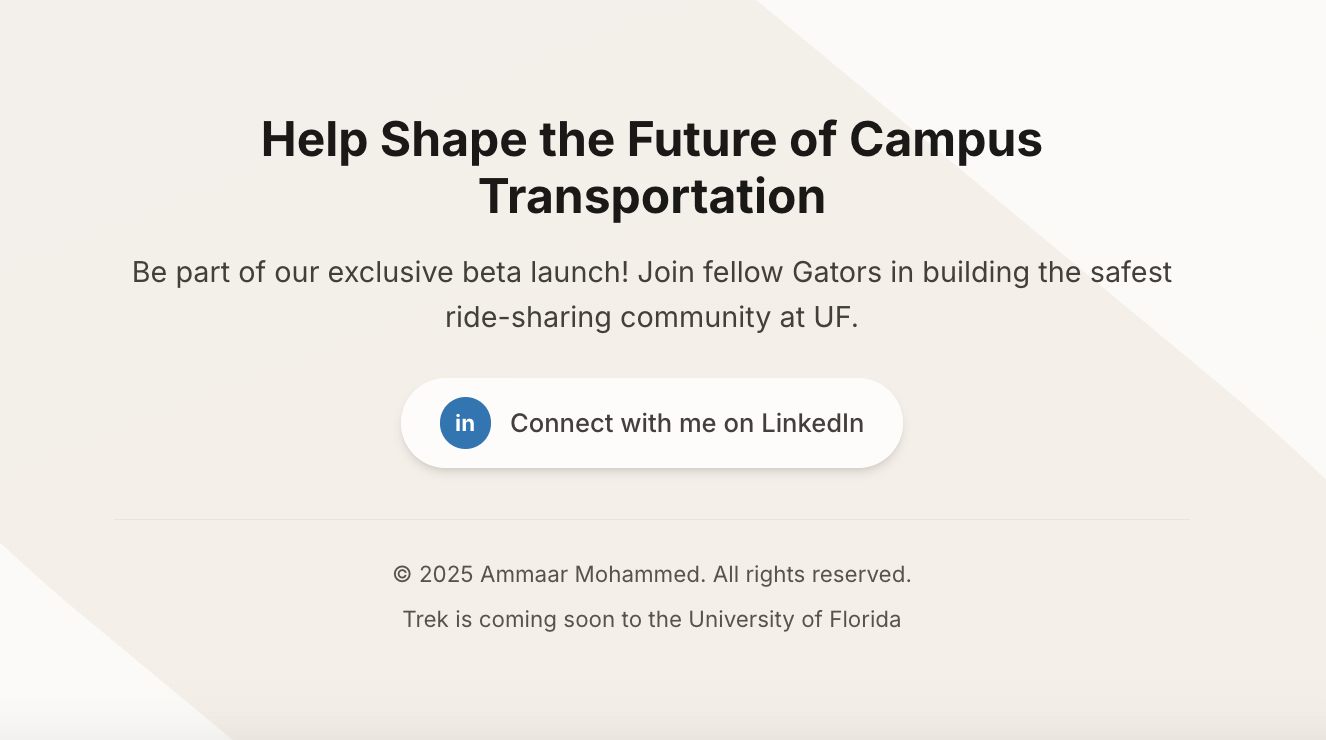 Help Shape the Future of Campus
Transportation
Be part of our exclusive beta launch! Join fellow Gators in building the safest
ride-sharing community at UF.
in Connect with me on LinkedIn
© 2025 Ammaar Mohammed. All rights reserved.
Trek is coming soon to the University of Florida